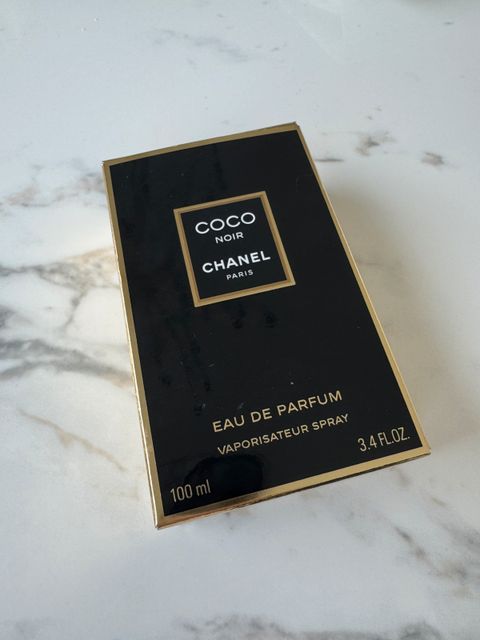 COCO
NOIR
CHANEL
PARIS
EAU DE PARFUM
VAPORISATEUR SPRAY
100 ml
3.4 FL.OZ.